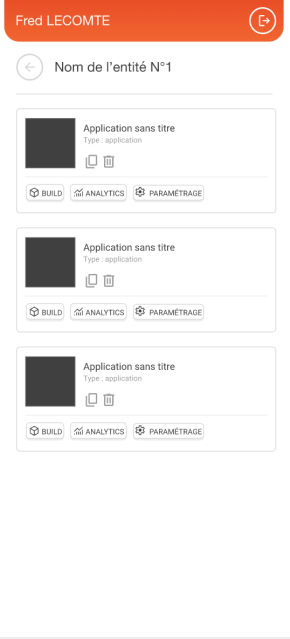 Fred LECOMTE
Nom de l'entité N°1
Application sans titre
Type : application
BUILD ANALYTICS PARAMÉTRAGE
Application sans titre
Type : application
BUILD ANALYTICS PARAMÉTRAGE
Application sans titre
Type : application
BUILD ANALYTICS PARAMÉTRAGE